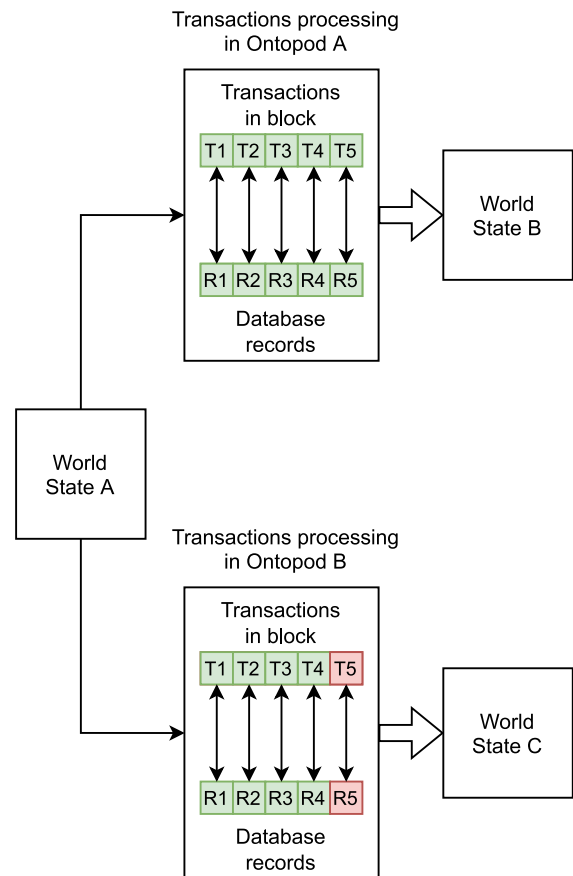 Transactions processing
in Ontopod A
Transactions
in block
T1 T2 T3 T4 T5
R1 R2 R3 R4 R5
Database
records
World
State B
World
State A
Transactions processing
in Ontopod B
Transactions
in block
T1 T2 T3 T4 T5
R1 R2 R3 R4 R5
Database
records
World
State C